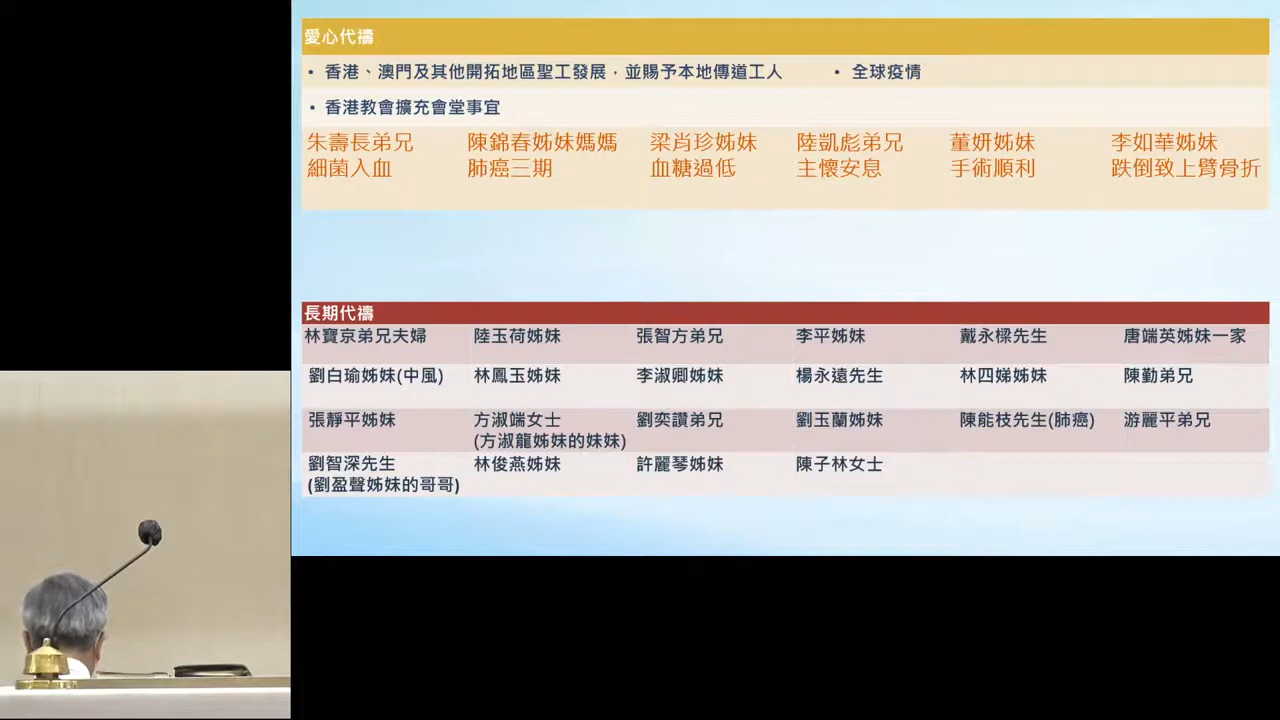 愛心代禱
• 香港、澳門及其他開拓地區聖工發展，並賜予本地傳道工人 • 全球疫情
• 香港教會擴充會堂事宜
朱壽長弟兄 陳錦春姊妹媽媽 梁肖珍姊妹 陸凱彪弟兄 董妍姊妹 李如華姊妹
細菌入血 肺癌三期 血糖過低 主懷安息 手術順利 跌倒致上臂骨折
長期代禱
林寶京弟兄夫婦 陸玉荷姊妹 張智方弟兄 李平姊妹 戴永樑先生 唐端英姊妹一家
劉白瑜姊妹(中風) 林鳳玉姊妹 李淑卿姊妹 楊永遠先生 林四娣姊妹 陳勤弟兄
張靜平姊妹 方淑端女士 劉奕讚弟兄 劉玉蘭姊妹 陳能枝先生(肺癌) 游麗平弟兄
(方淑龍姊妹的妹妹)
劉智深先生 林俊燕姊妹 許麗琴姊妹 陳子林女士
(劉盈聲姊妹的哥哥)